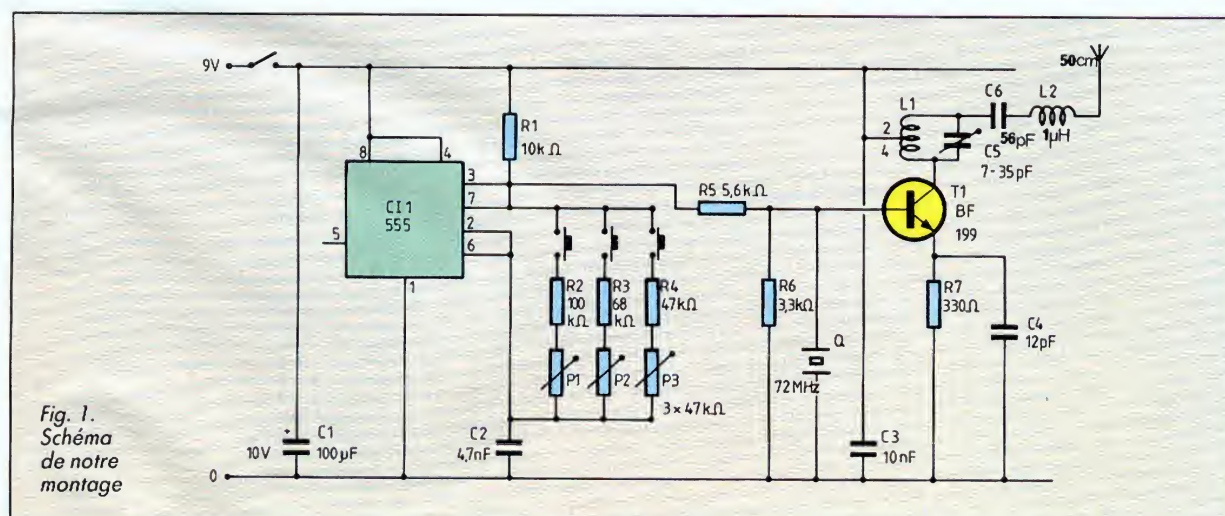 9V
50cm
L1
C6
L2
2
4
56pF
1µH
C5
7-35pF
R1
10kΩ
8
4
3
7
2
6
5
1
CI1
555
R5 5,6kΩ
T1
BF
199
R2
100
kΩ
R3
68
kΩ
R4
47kΩ
R6
3,3kΩ
Q
72MHz
R7
330Ω
C4
12pF
P1
P2
P3
3×47kΩ
+
C1
10V
100µF
C2
4,7nF
C3
10nF
0
Fig. 1.
Schéma
de notre
montage